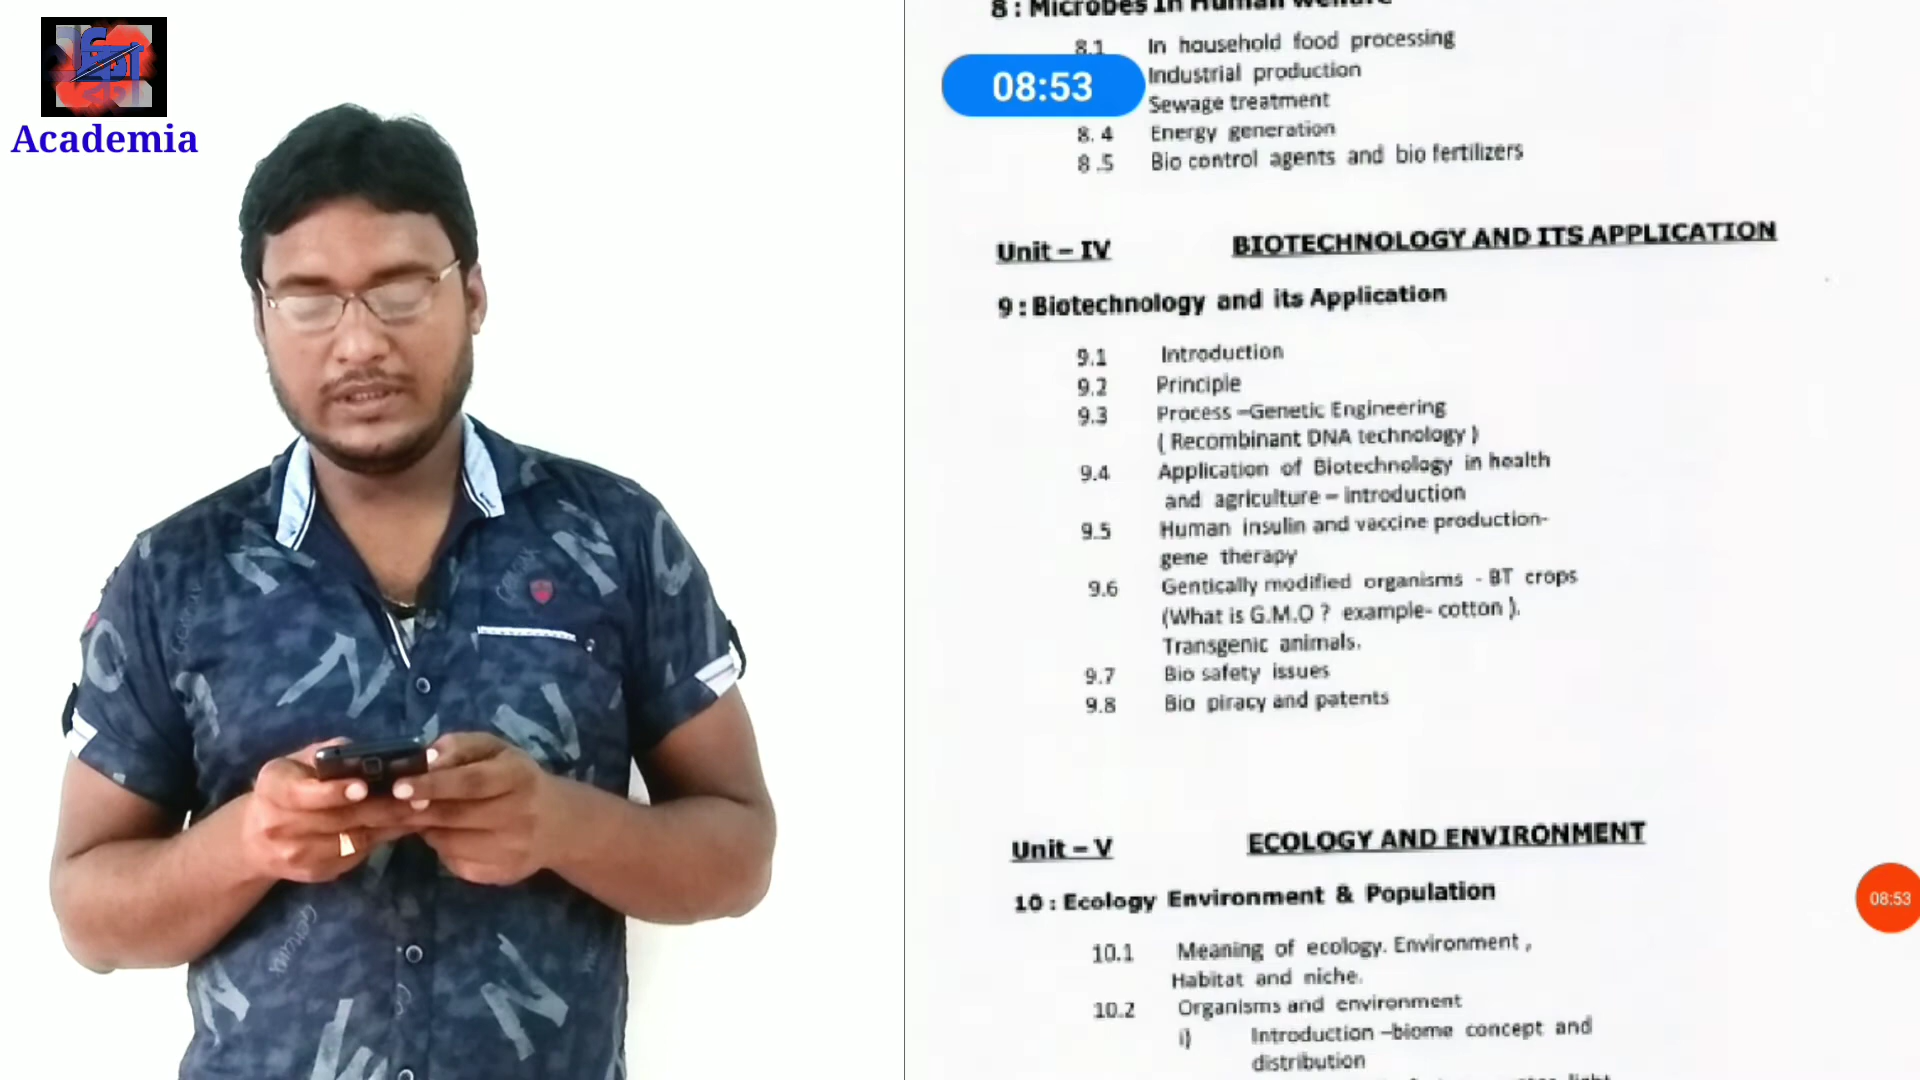 Academia
8 : Microbes In Human Welfare
8.1 In household food processing
08:53
Industrial production
Sewage treatment
8. 4 Energy generation
8 .5 Bio control agents and bio fertilizers
Unit – IV BIOTECHNOLOGY AND ITS APPLICATION
9 : Biotechnology and its Application
9.1 Introduction
9.2 Principle
9.3 Process –Genetic Engineering
( Recombinant DNA technology )
9.4 Application of Biotechnology in health
and agriculture – introduction
9.5 Human insulin and vaccine production-
gene therapy
9.6 Gentically modified organisms - BT crops
(What is G.M.O ? example- cotton ).
Transgenic animals.
9.7 Bio safety issues
9.8 Bio piracy and patents
Unit – V ECOLOGY AND ENVIRONMENT
10 : Ecology Environment & Population
08:53
10.1 Meaning of ecology. Environment ,
Habitat and niche.
10.2 Organisms and environment
i) Introduction –biome concept and
distribution